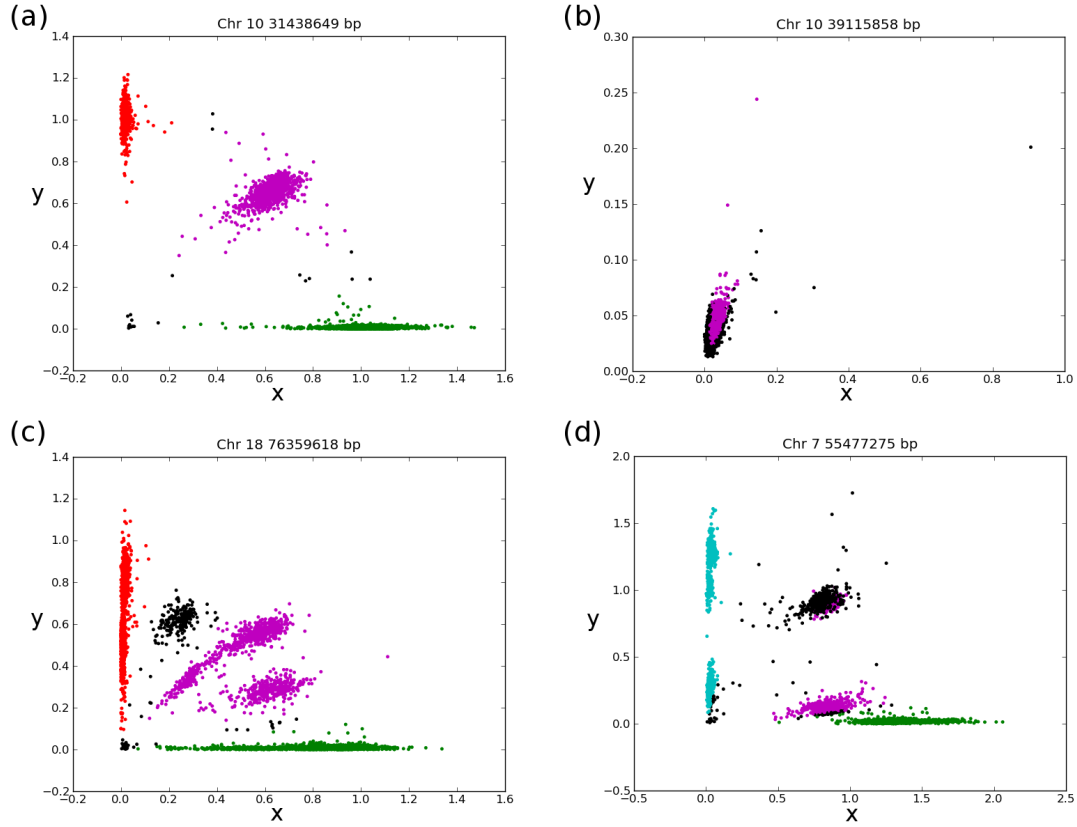 (a)
Chr 10 31438649 bp
1.4
1.2
1.0
0.8
y
0.6
0.4
0.2
0.0
−0.2
−0.2 0.0 0.2 0.4 0.6 0.8 1.0 1.2 1.4 1.6
x
(b)
Chr 10 39115858 bp
0.30
0.25
0.20
y
0.15
0.10
0.05
0.00
−0.2 0.0 0.2 0.4 0.6 0.8 1.0
x
(c)
Chr 18 76359618 bp
1.4
1.2
1.0
0.8
y
0.6
0.4
0.2
0.0
−0.2
−0.2 0.0 0.2 0.4 0.6 0.8 1.0 1.2 1.4 1.6
x
(d)
Chr 7 55477275 bp
2.0
1.5
1.0
y
0.5
0.0
−0.5
−0.5 0.0 0.5 1.0 1.5 2.0 2.5
x